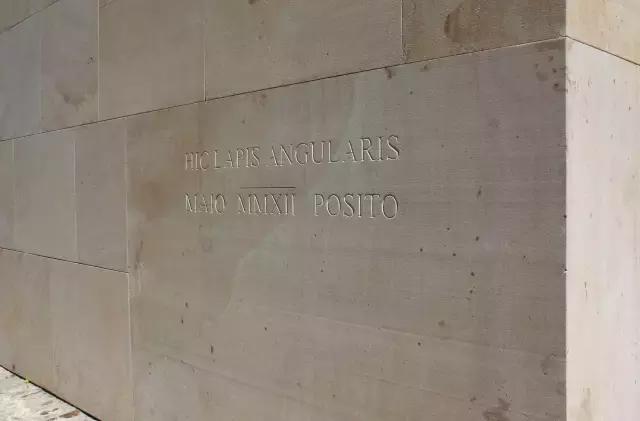 HIC LAPIS ANGULARIS
MAIO MMXII POSITO